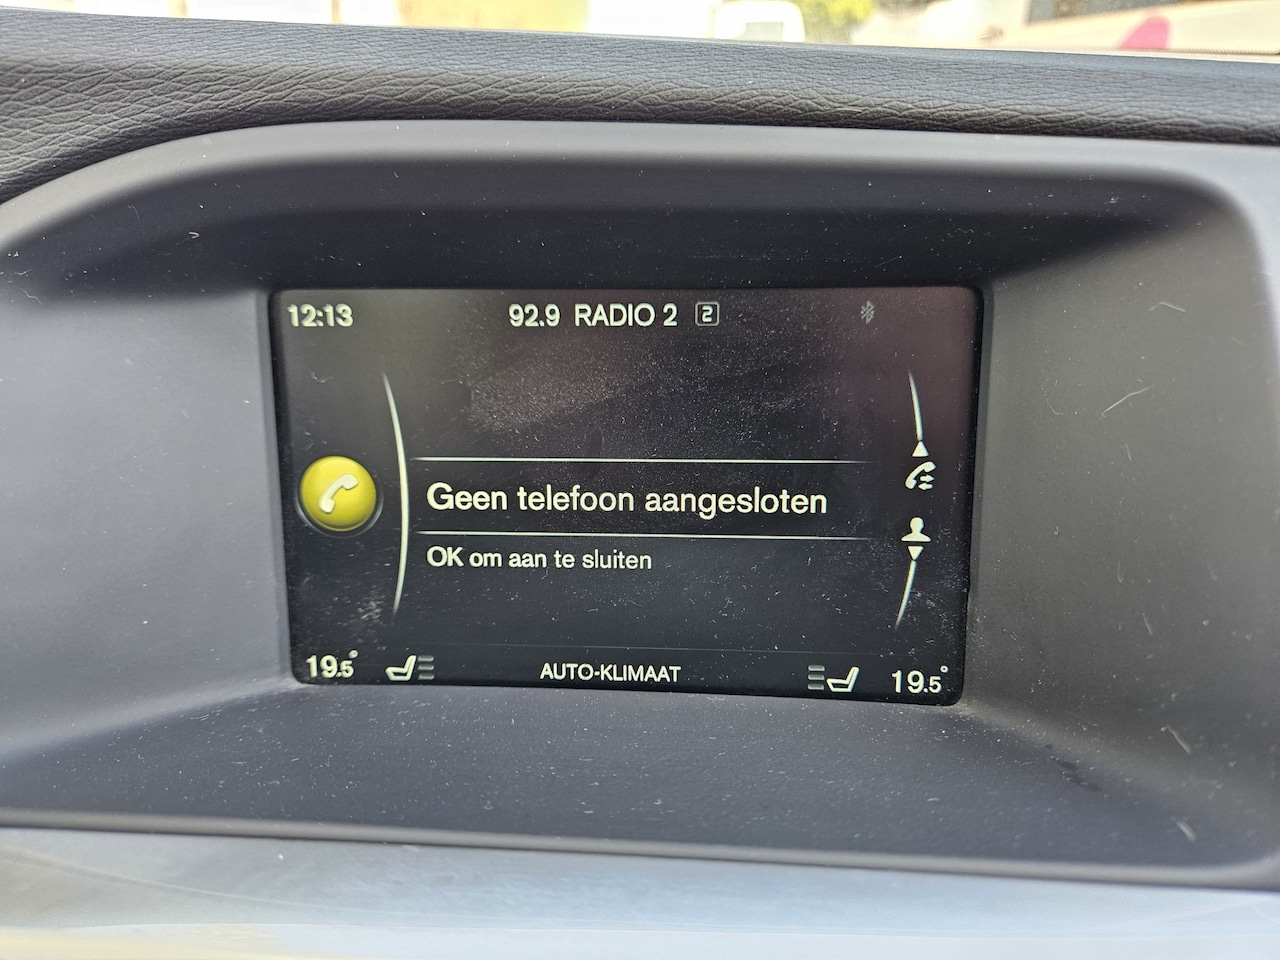 12:13 92.9 RADIO 2 2
Geen telefoon aangesloten
OK om aan te sluiten
19.5° AUTO-KLIMAAT 19.5°